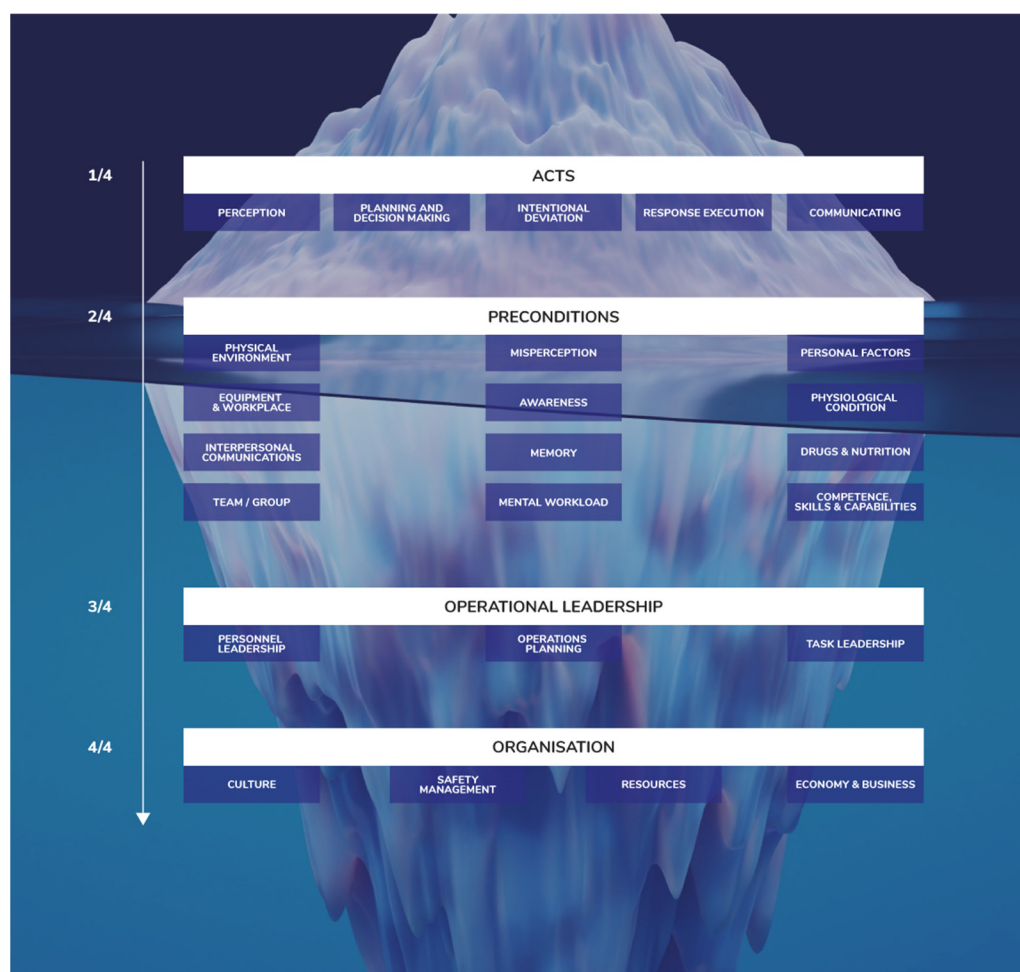 1/4
ACTS
PERCEPTION
PLANNING AND
DECISION MAKING
INTENTIONAL
DEVIATION
RESPONSE EXECUTION
COMMUNICATING
2/4
PRECONDITIONS
PHYSICAL
ENVIRONMENT
MISPERCEPTION
PERSONAL FACTORS
EQUIPMENT
& WORKPLACE
AWARENESS
PHYSIOLOGICAL
CONDITION
INTERPERSONAL
COMMUNICATIONS
MEMORY
DRUGS & NUTRITION
TEAM / GROUP
MENTAL WORKLOAD
COMPETENCE,
SKILLS & CAPABILITIES
3/4
OPERATIONAL LEADERSHIP
PERSONNEL
LEADERSHIP
OPERATIONS
PLANNING
TASK LEADERSHIP
4/4
ORGANISATION
CULTURE
SAFETY
MANAGEMENT
RESOURCES
ECONOMY & BUSINESS